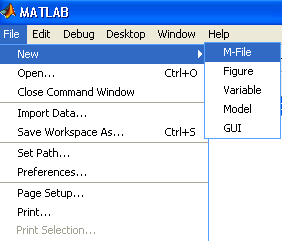 MATLAB
File Edit Debug Desktop Window Help
New
M-File
Figure
Variable
Model
GUI
Open...
Ctrl+O
Close Command Window
Import Data...
Save Workspace As...
Ctrl+S
Set Path...
Preferences...
Page Setup...
Print...
Print Selection...